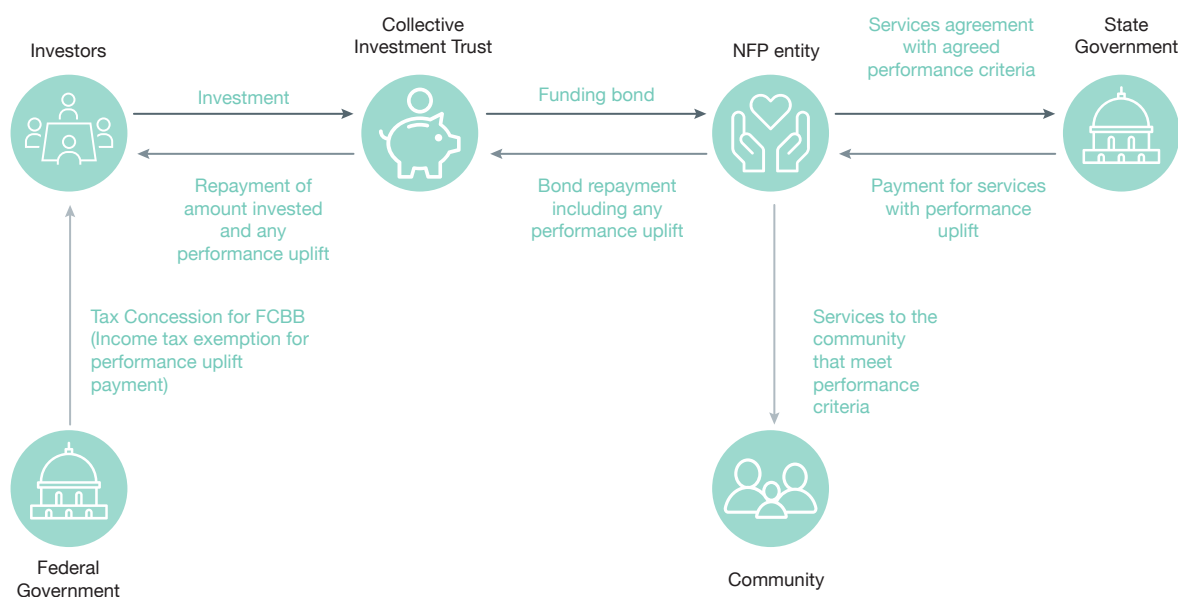 Investors
Collective
Investment Trust
NFP entity
State
Government
Investment
Funding bond
Services agreement
with agreed
performance criteria
Repayment of
amount invested
and any
performance uplift
Bond repayment
including any
performance uplift
Payment for services
with performance
uplift
Tax Concession for FCBB
(Income tax exemption for
performance uplift
payment)
Services to the
community
that meet
performance
criteria
Federal
Government
Community